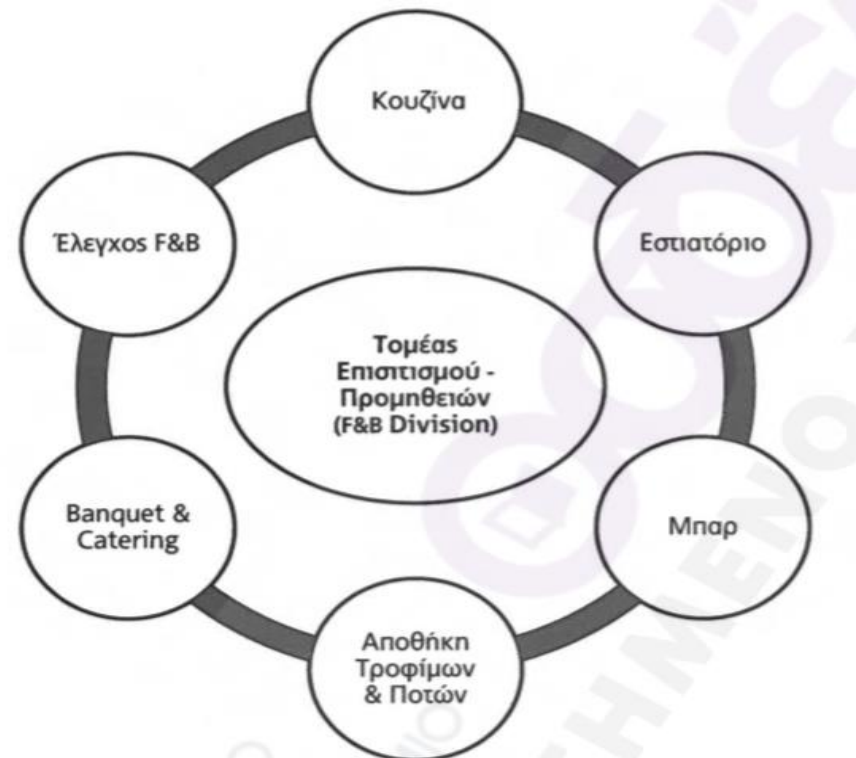 Κουζίνα
Έλεγχος F&B
Εστιατόριο
Τομέας
Επισιτισμού -
Προμηθειών
(F&B Division)
Banquet &
Catering
Μπαρ
Αποθήκη
Τροφίμων
& Ποτών